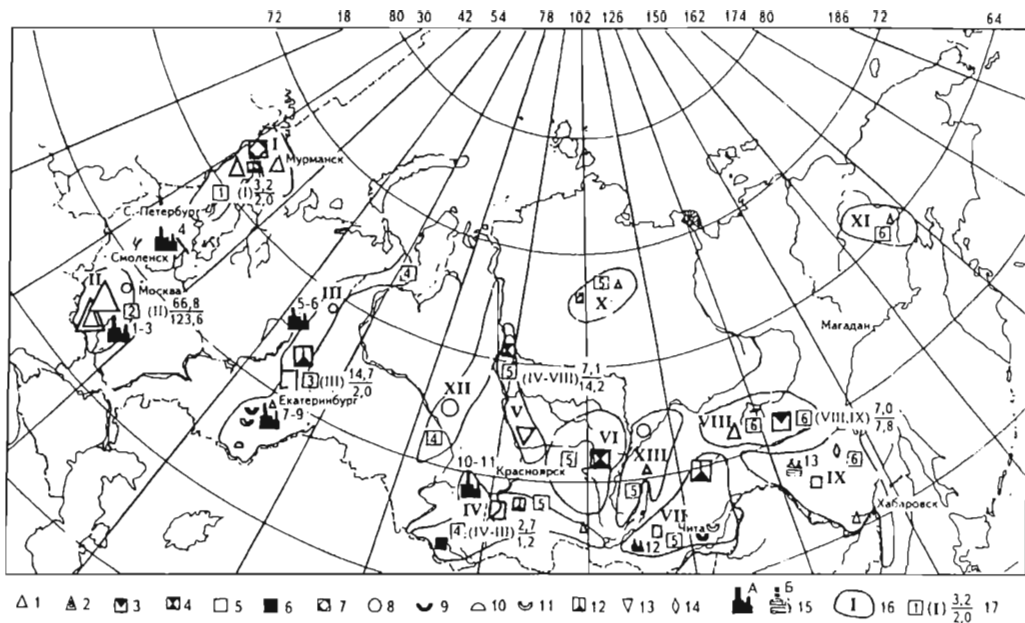 72 18 80 30 42 54 78 102 126 150 162 174 80 186 72 64
I
Мурманск
1 (I) 3,2
2,0
С.-Петербург
4
Смоленск
XI
6
II
Москва
2 (II) 66,8
123,6
1-3
4
III
5-6
5
X
Магадан
3 (III) 14,7
2,0
Екатеринбург
7-9
5 (IV-VIII) 7,1
14,2
XII
4
V
VIII
6
6 (VIII,IX) 7,0
7,8
VI
XIII
5
Красноярск
10-11
IV
5
4 (IV-III) 2,7
1,2
5
VII
Чита
5
12
13
6
IX
Хабаровск
1 2 3 4 5 6 7 8 9 10 11 12 13 14 А Б 15 I 16 1 (I) 3,2
2,0 17